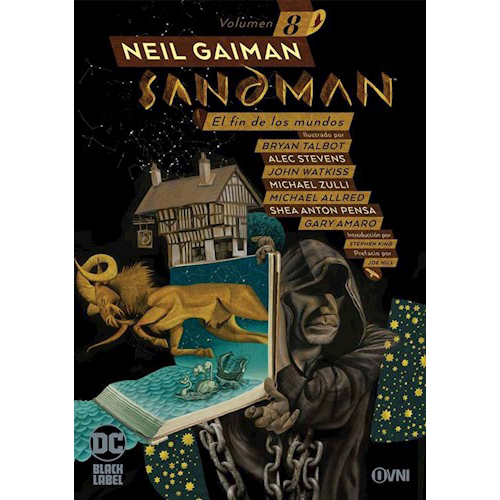 Volumen 8
NEIL GAIMAN
SANDMAN
El fin de los mundos
Ilustrado por
BRYAN TALBOT
ALEC STEVENS
JOHN WATKISS
MICHAEL ZULLI
MICHAEL ALLRED
SHEA ANTON PENSA
GARY AMARO
Introducción por
STEPHEN KING
Prefacio por
JOE HILL
DC
BLACK
LABEL
OVNI